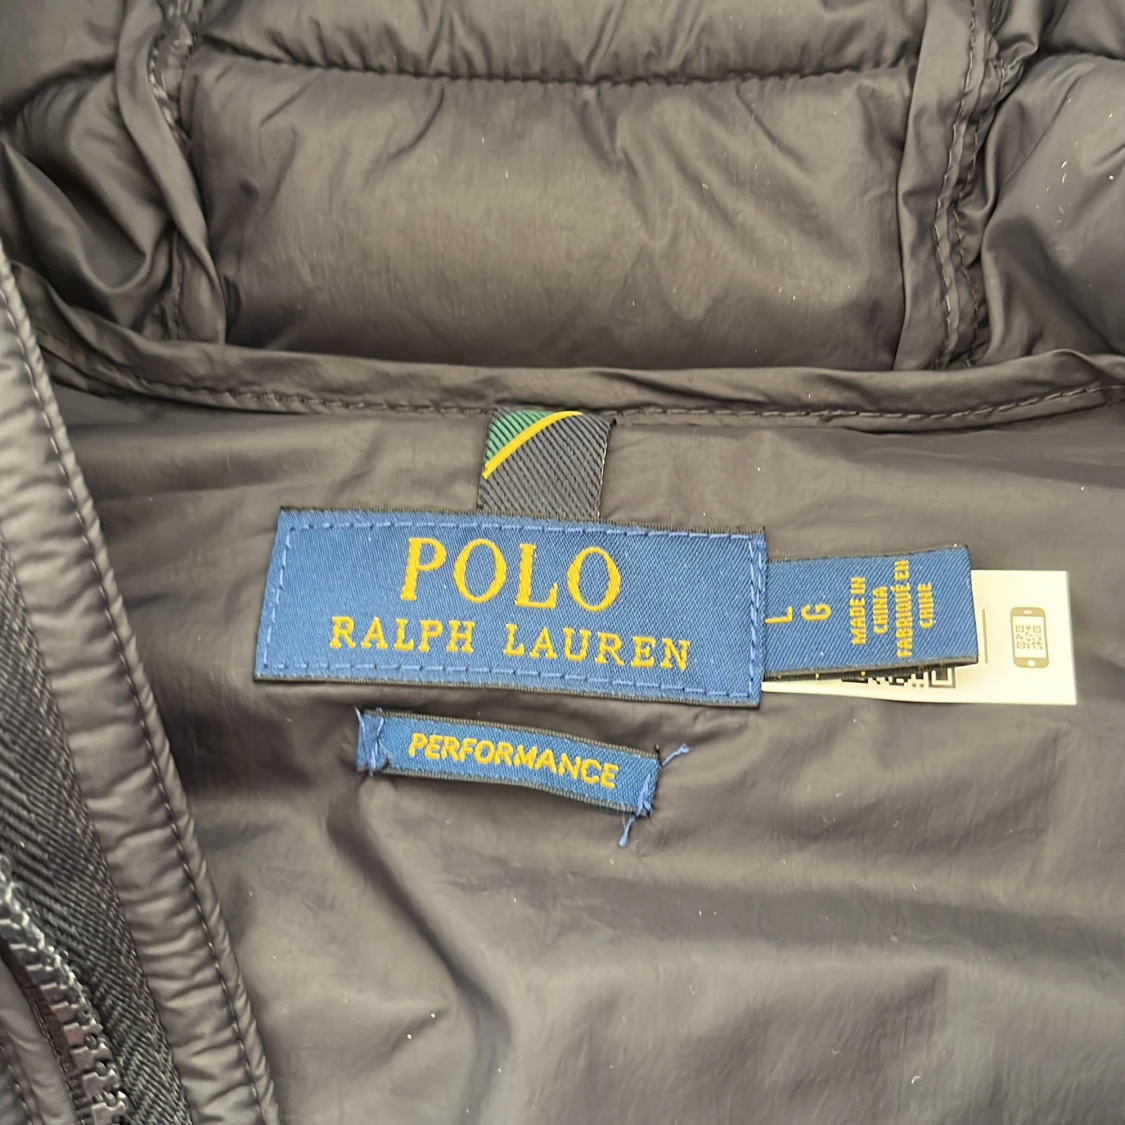 POLO
RALPH LAUREN
L
G
MADE IN
CHINA
FABRIQUÉ EN
CHINE
PERFORMANCE